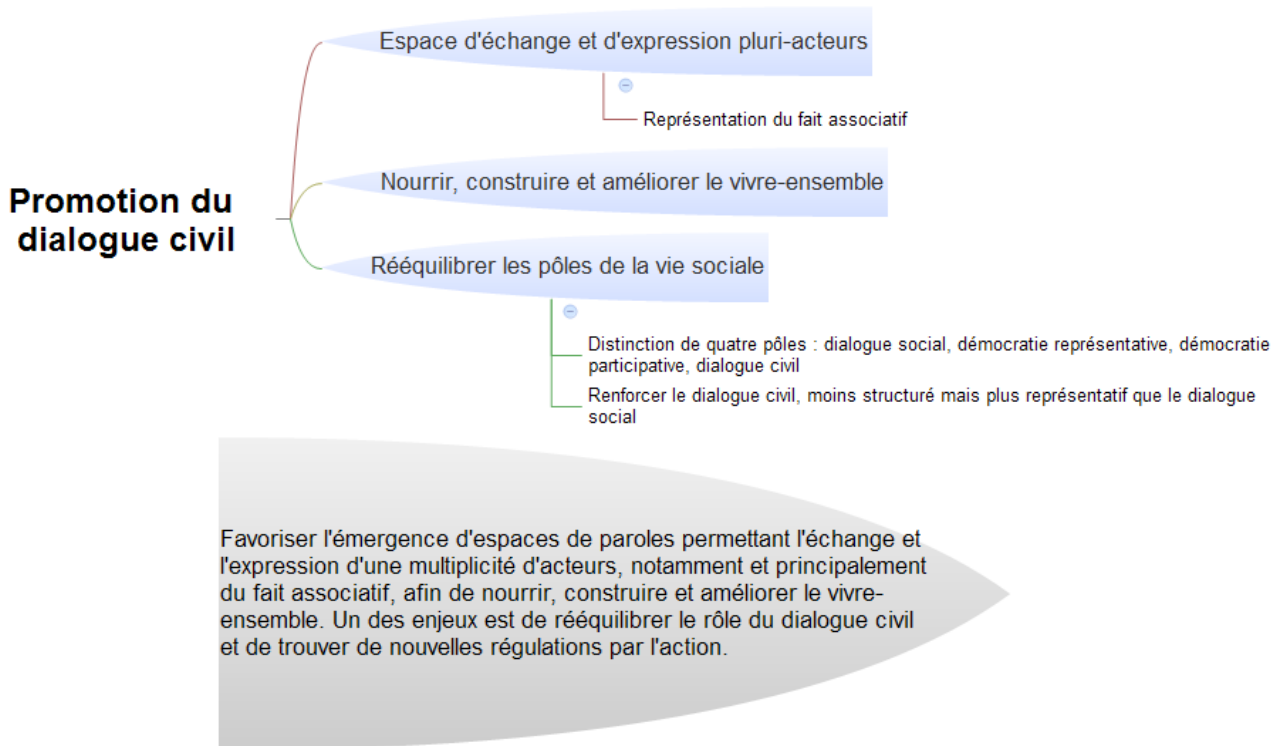 Espace d'échange et d'expression pluri-acteurs
Représentation du fait associatif
Nourrir, construire et améliorer le vivre-ensemble
Promotion du
dialogue civil
Rééquilibrer les pôles de la vie sociale
Distinction de quatre pôles : dialogue social, démocratie représentative, démocratie
participative, dialogue civil
Renforcer le dialogue civil, moins structuré mais plus représentatif que le dialogue
social
Favoriser l'émergence d'espaces de paroles permettant l'échange et
l'expression d'une multiplicité d'acteurs, notamment et principalement
du fait associatif, afin de nourrir, construire et améliorer le vivre-
ensemble. Un des enjeux est de rééquilibrer le rôle du dialogue civil
et de trouver de nouvelles régulations par l'action.